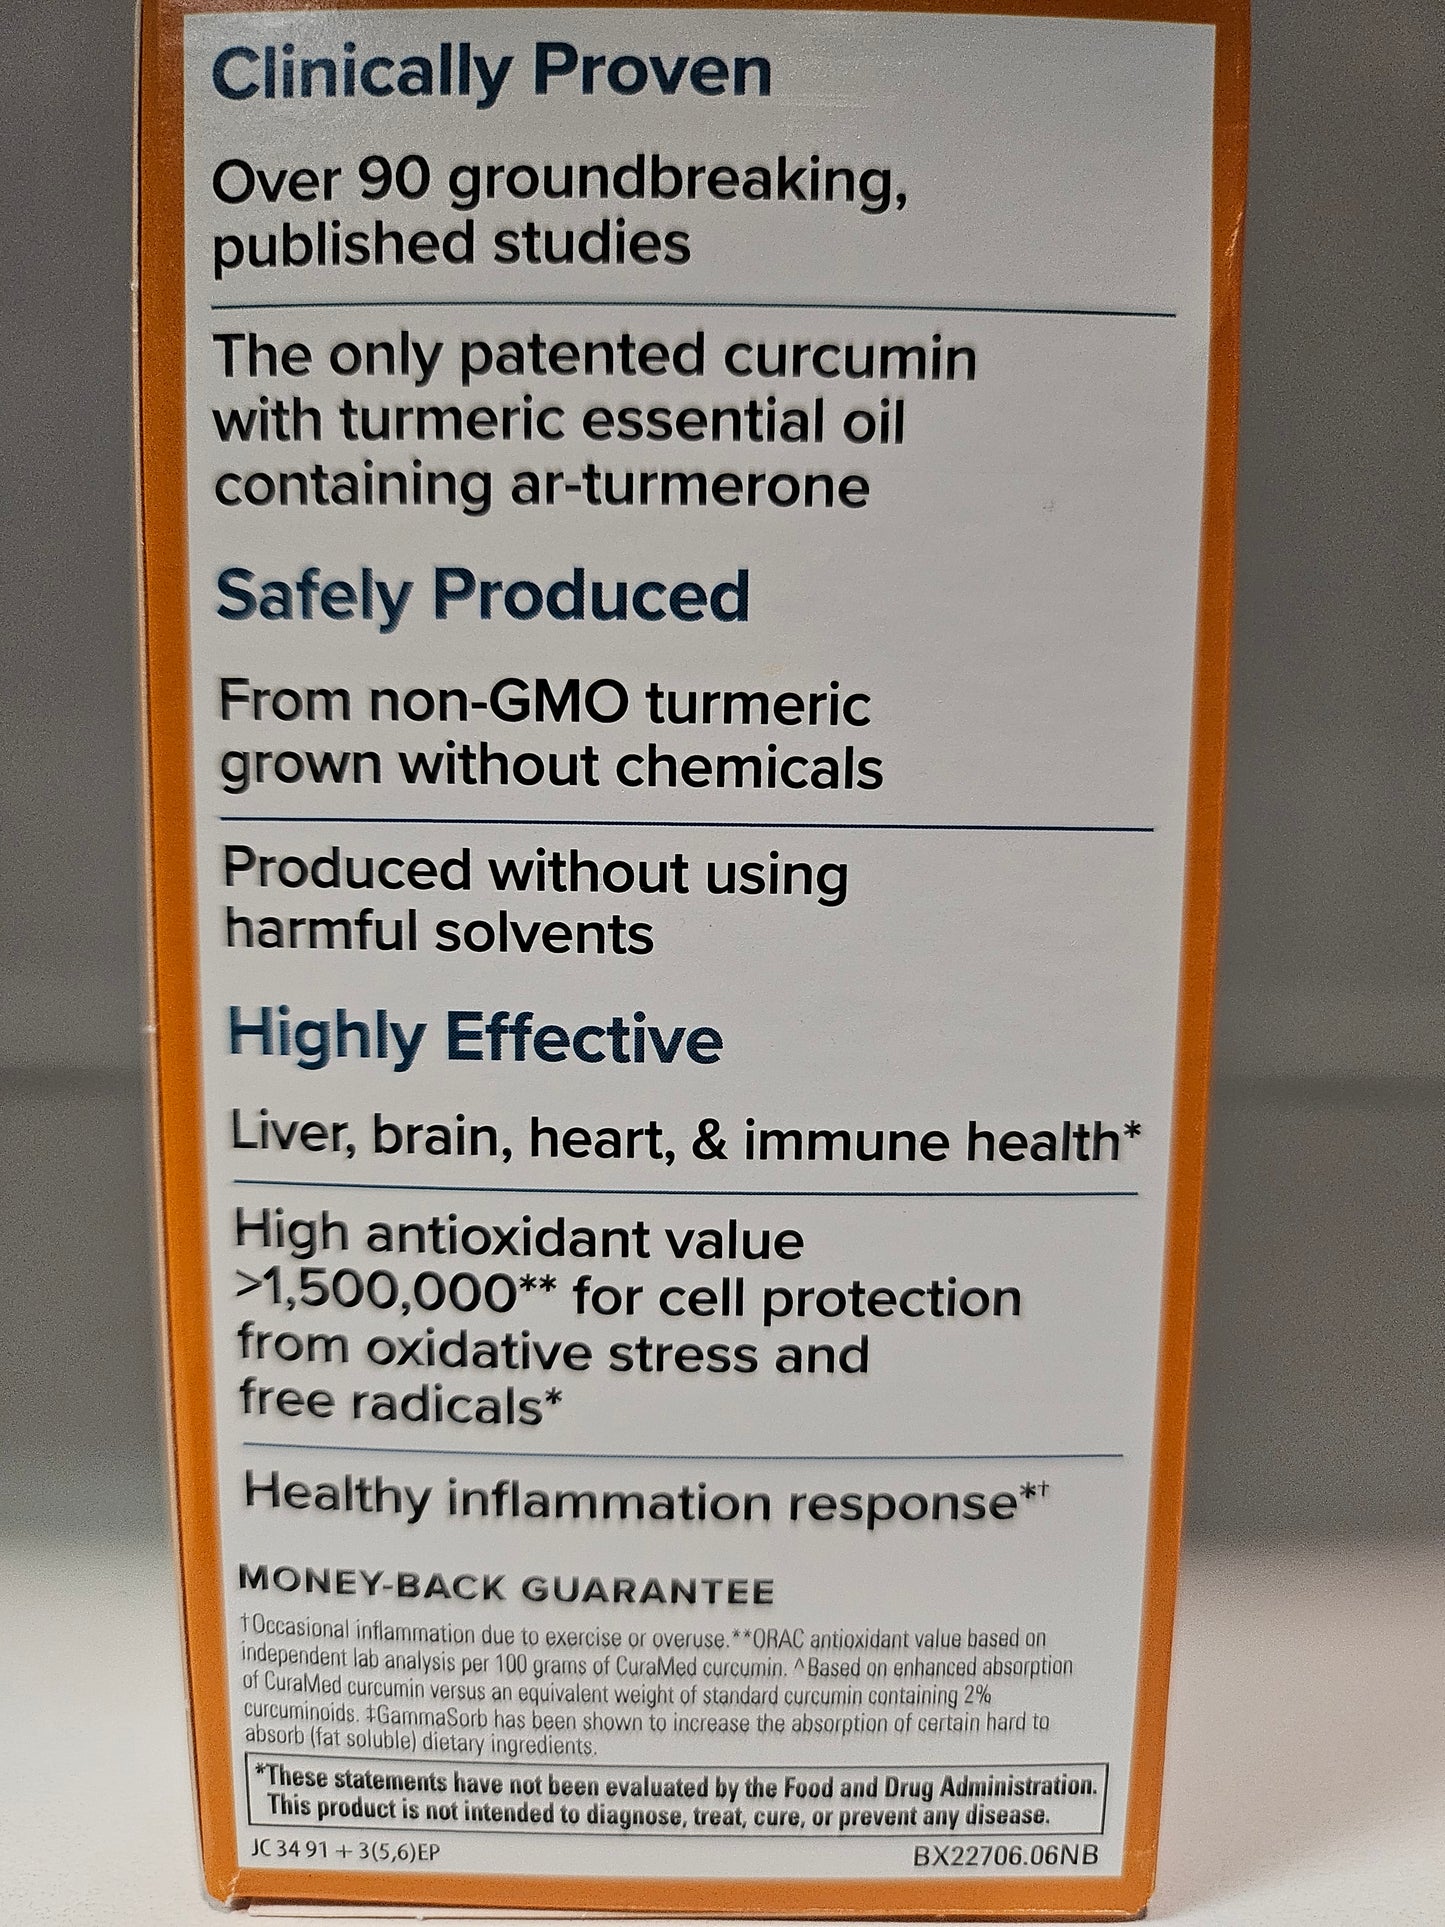 Clinically Proven
Over 90 groundbreaking,
published studies
The only patented curcumin
with turmeric essential oil
containing ar-turmerone
Safely Produced
From non-GMO turmeric
grown without chemicals
Produced without using
harmful solvents
Highly Effective
Liver, brain, heart, & immune health*
High antioxidant value
>1,500,000** for cell protection
from oxidative stress and
free radicals*
Healthy inflammation response*†
MONEY-BACK GUARANTEE
†Occasional inflammation due to exercise or overuse.**ORAC antioxidant value based on
independent lab analysis per 100 grams of CuraMed curcumin. ^Based on enhanced absorption
of CuraMed curcumin versus an equivalent weight of standard curcumin containing 2%
curcuminoids. ‡GammaSorb has been shown to increase the absorption of certain hard to
absorb (fat soluble) dietary ingredients.
*These statements have not been evaluated by the Food and Drug Administration.
This product is not intended to diagnose, treat, cure, or prevent any disease.
JC 34 91 + 3(5,6)EP
BX22706.06NB